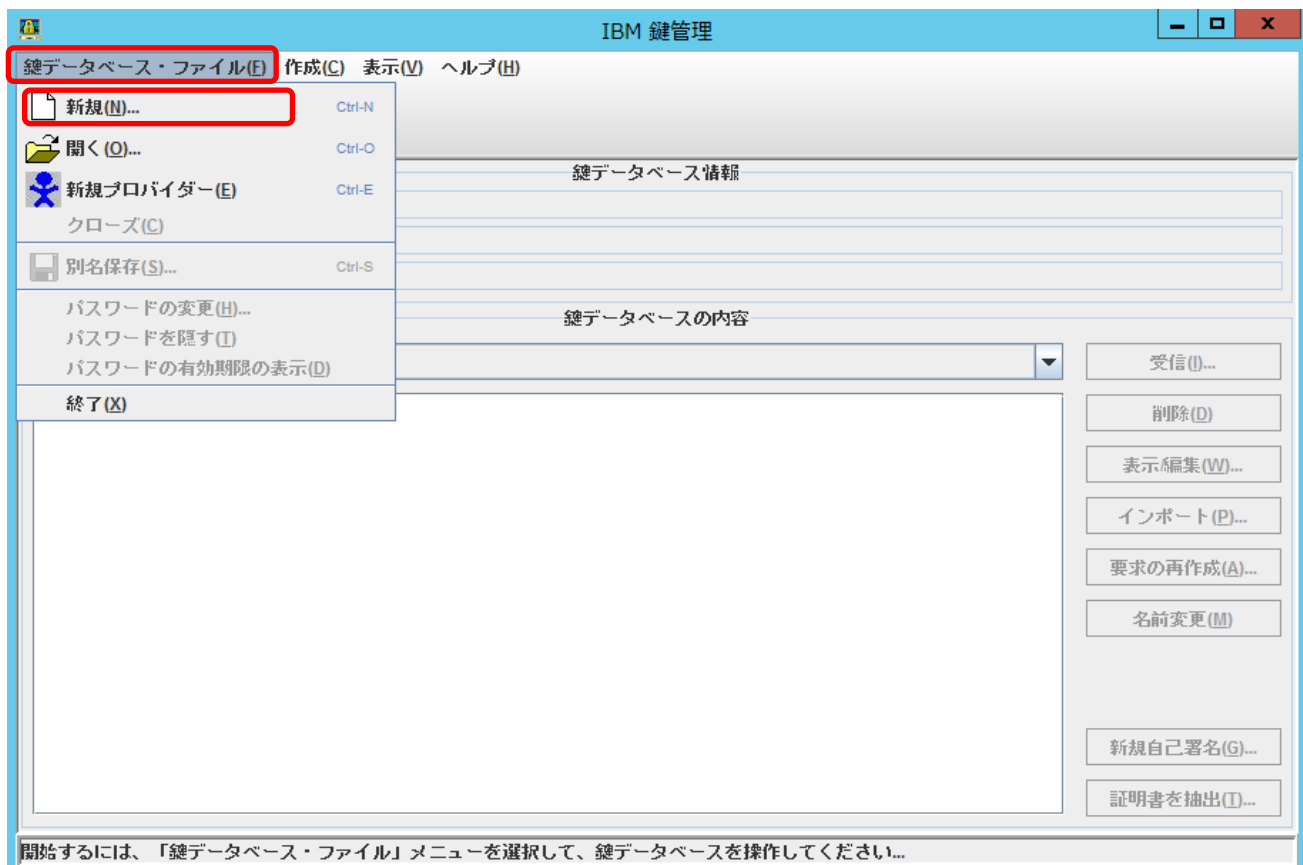 IBM 鍵管理
鍵データベース・ファイル(F) 作成(C) 表示(V) ヘルプ(H)
新規(N)... Ctrl-N
開く(O)... Ctrl-O
新規プロバイダー(E) Ctrl-E
クローズ(C)
別名保存(S)... Ctrl-S
パスワードの変更(H)...
パスワードを隠す(T)
パスワードの有効期限の表示(D)
終了(X)
鍵データベース情報
鍵データベースの内容
受信(I)...
削除(D)
表示/編集(W)...
インポート(P)...
要求の再作成(A)...
名前変更(M)
新規自己署名(G)...
証明書を抽出(T)...
開始するには、「鍵データベース・ファイル」メニューを選択して、鍵データベースを操作してください...